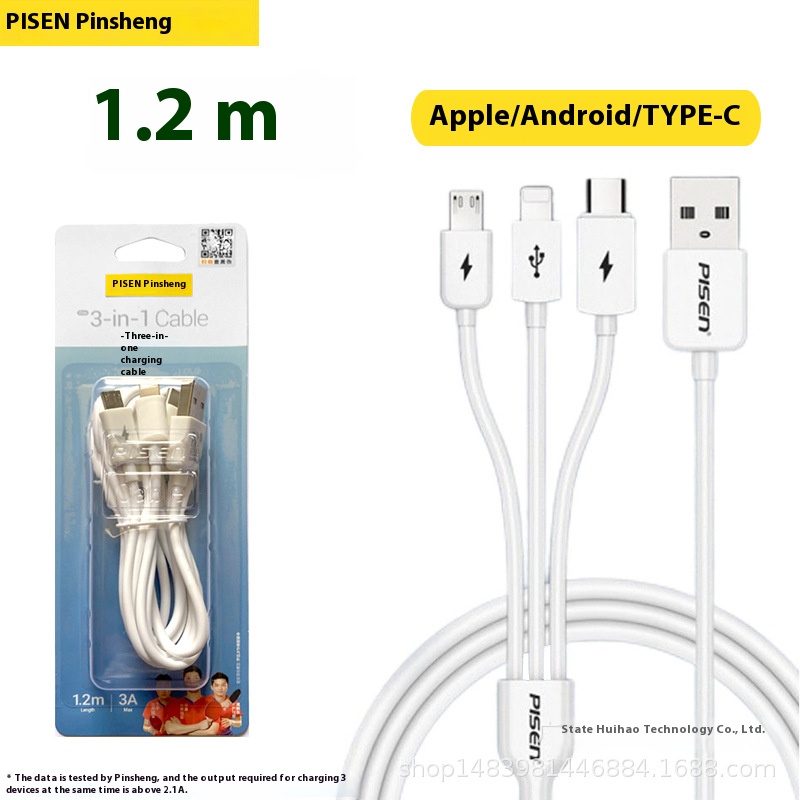 PISEN Pinsheng
1.2 m
Apple/Android/TYPE-C
PISEN Pinsheng
3-in-1 Cable
-Three-in-
one
charging
cable
PISEN
1.2m
Length
3A
Max
PISEN
PISEN
State Huihao Technology Co., Ltd.
shop1483981446884.1688.com
* The data is tested by Pinsheng, and the output required for charging 3
devices at the same time is above 2.1A.